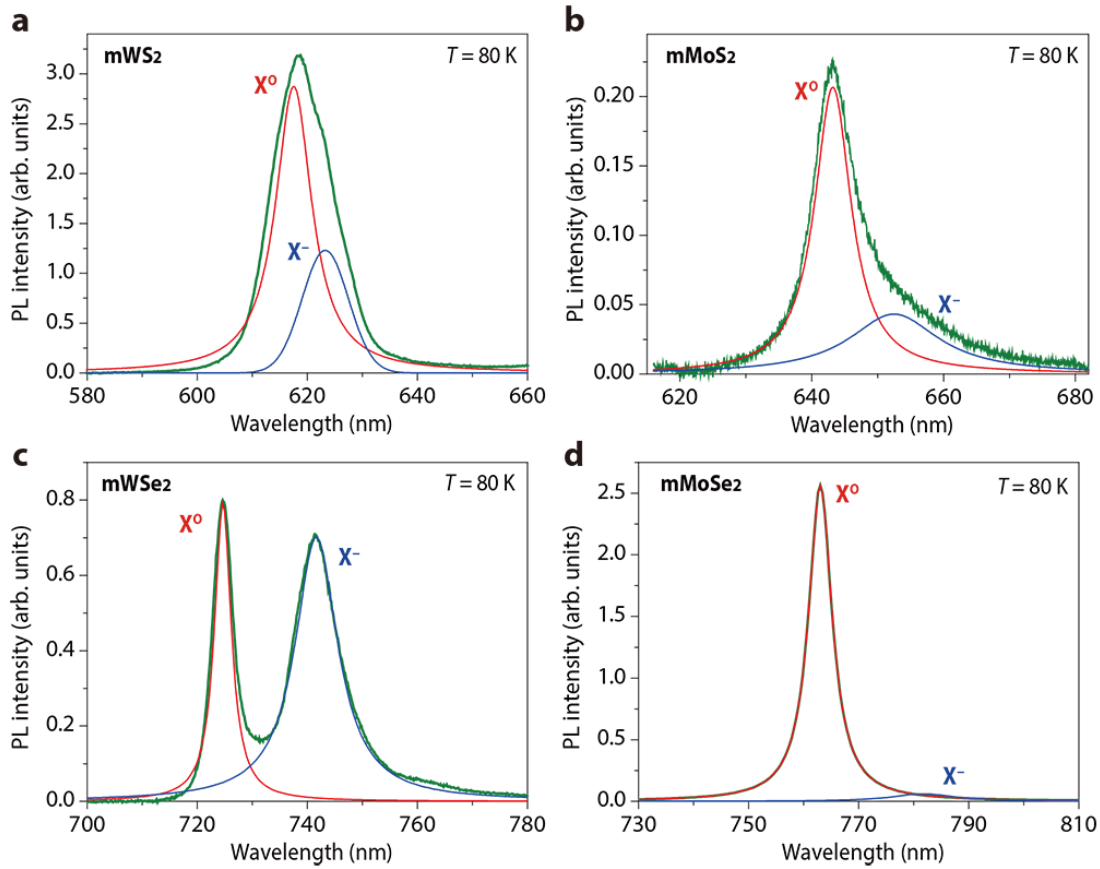 a
mWS2
T = 80 K
X⁰
X⁻
PL intensity (arb. units)
3.0
2.5
2.0
1.5
1.0
0.5
0.0
580 600 620 640 660
Wavelength (nm)
b
mMoS2
T = 80 K
X⁰
X⁻
PL intensity (arb. units)
0.20
0.15
0.10
0.05
0.00
620 640 660 680
Wavelength (nm)
c
mWSe2
T = 80 K
X⁰
X⁻
PL intensity (arb. units)
0.8
0.6
0.4
0.2
0.0
700 720 740 760 780
Wavelength (nm)
d
mMoSe2
T = 80 K
X⁰
X⁻
PL intensity (arb. units)
2.5
2.0
1.5
1.0
0.5
0.0
730 750 770 790 810
Wavelength (nm)